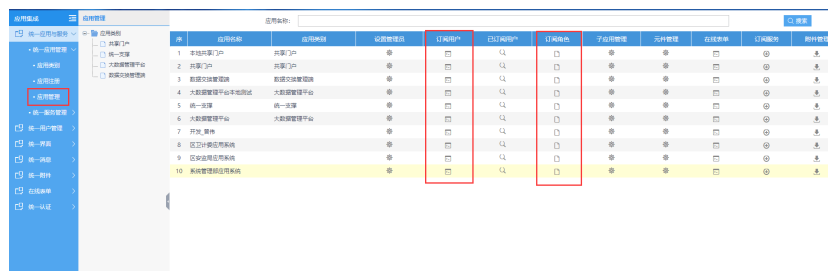 应用集成
应用管理
应用名称:
搜索
统一应用与服务
统一应用管理
应用类别
应用注册
应用管理
统一服务管理
统一用户管理
统一界面
统一消息
统一附件
在线表单
统一认证
应用类别
共享门户
统一支撑
大数据管理平台
数据交换管理端
序 应用名称 应用类别 设置管理员 订阅用户 已订阅用户 订阅角色 子应用管理 元件管理 在线表单 订阅服务 附件管理
1 本地共享门户 共享门户
2 共享门户 共享门户
3 数据交换管理端 数据交换管理端
4 大数据管理平台本地测试 大数据管理平台
5 统一支撑 统一支撑
6 大数据管理平台 大数据管理平台
7 开发_宣传
8 区卫计委应用系统
9 区安监局应用系统
10 系统管理部应用系统